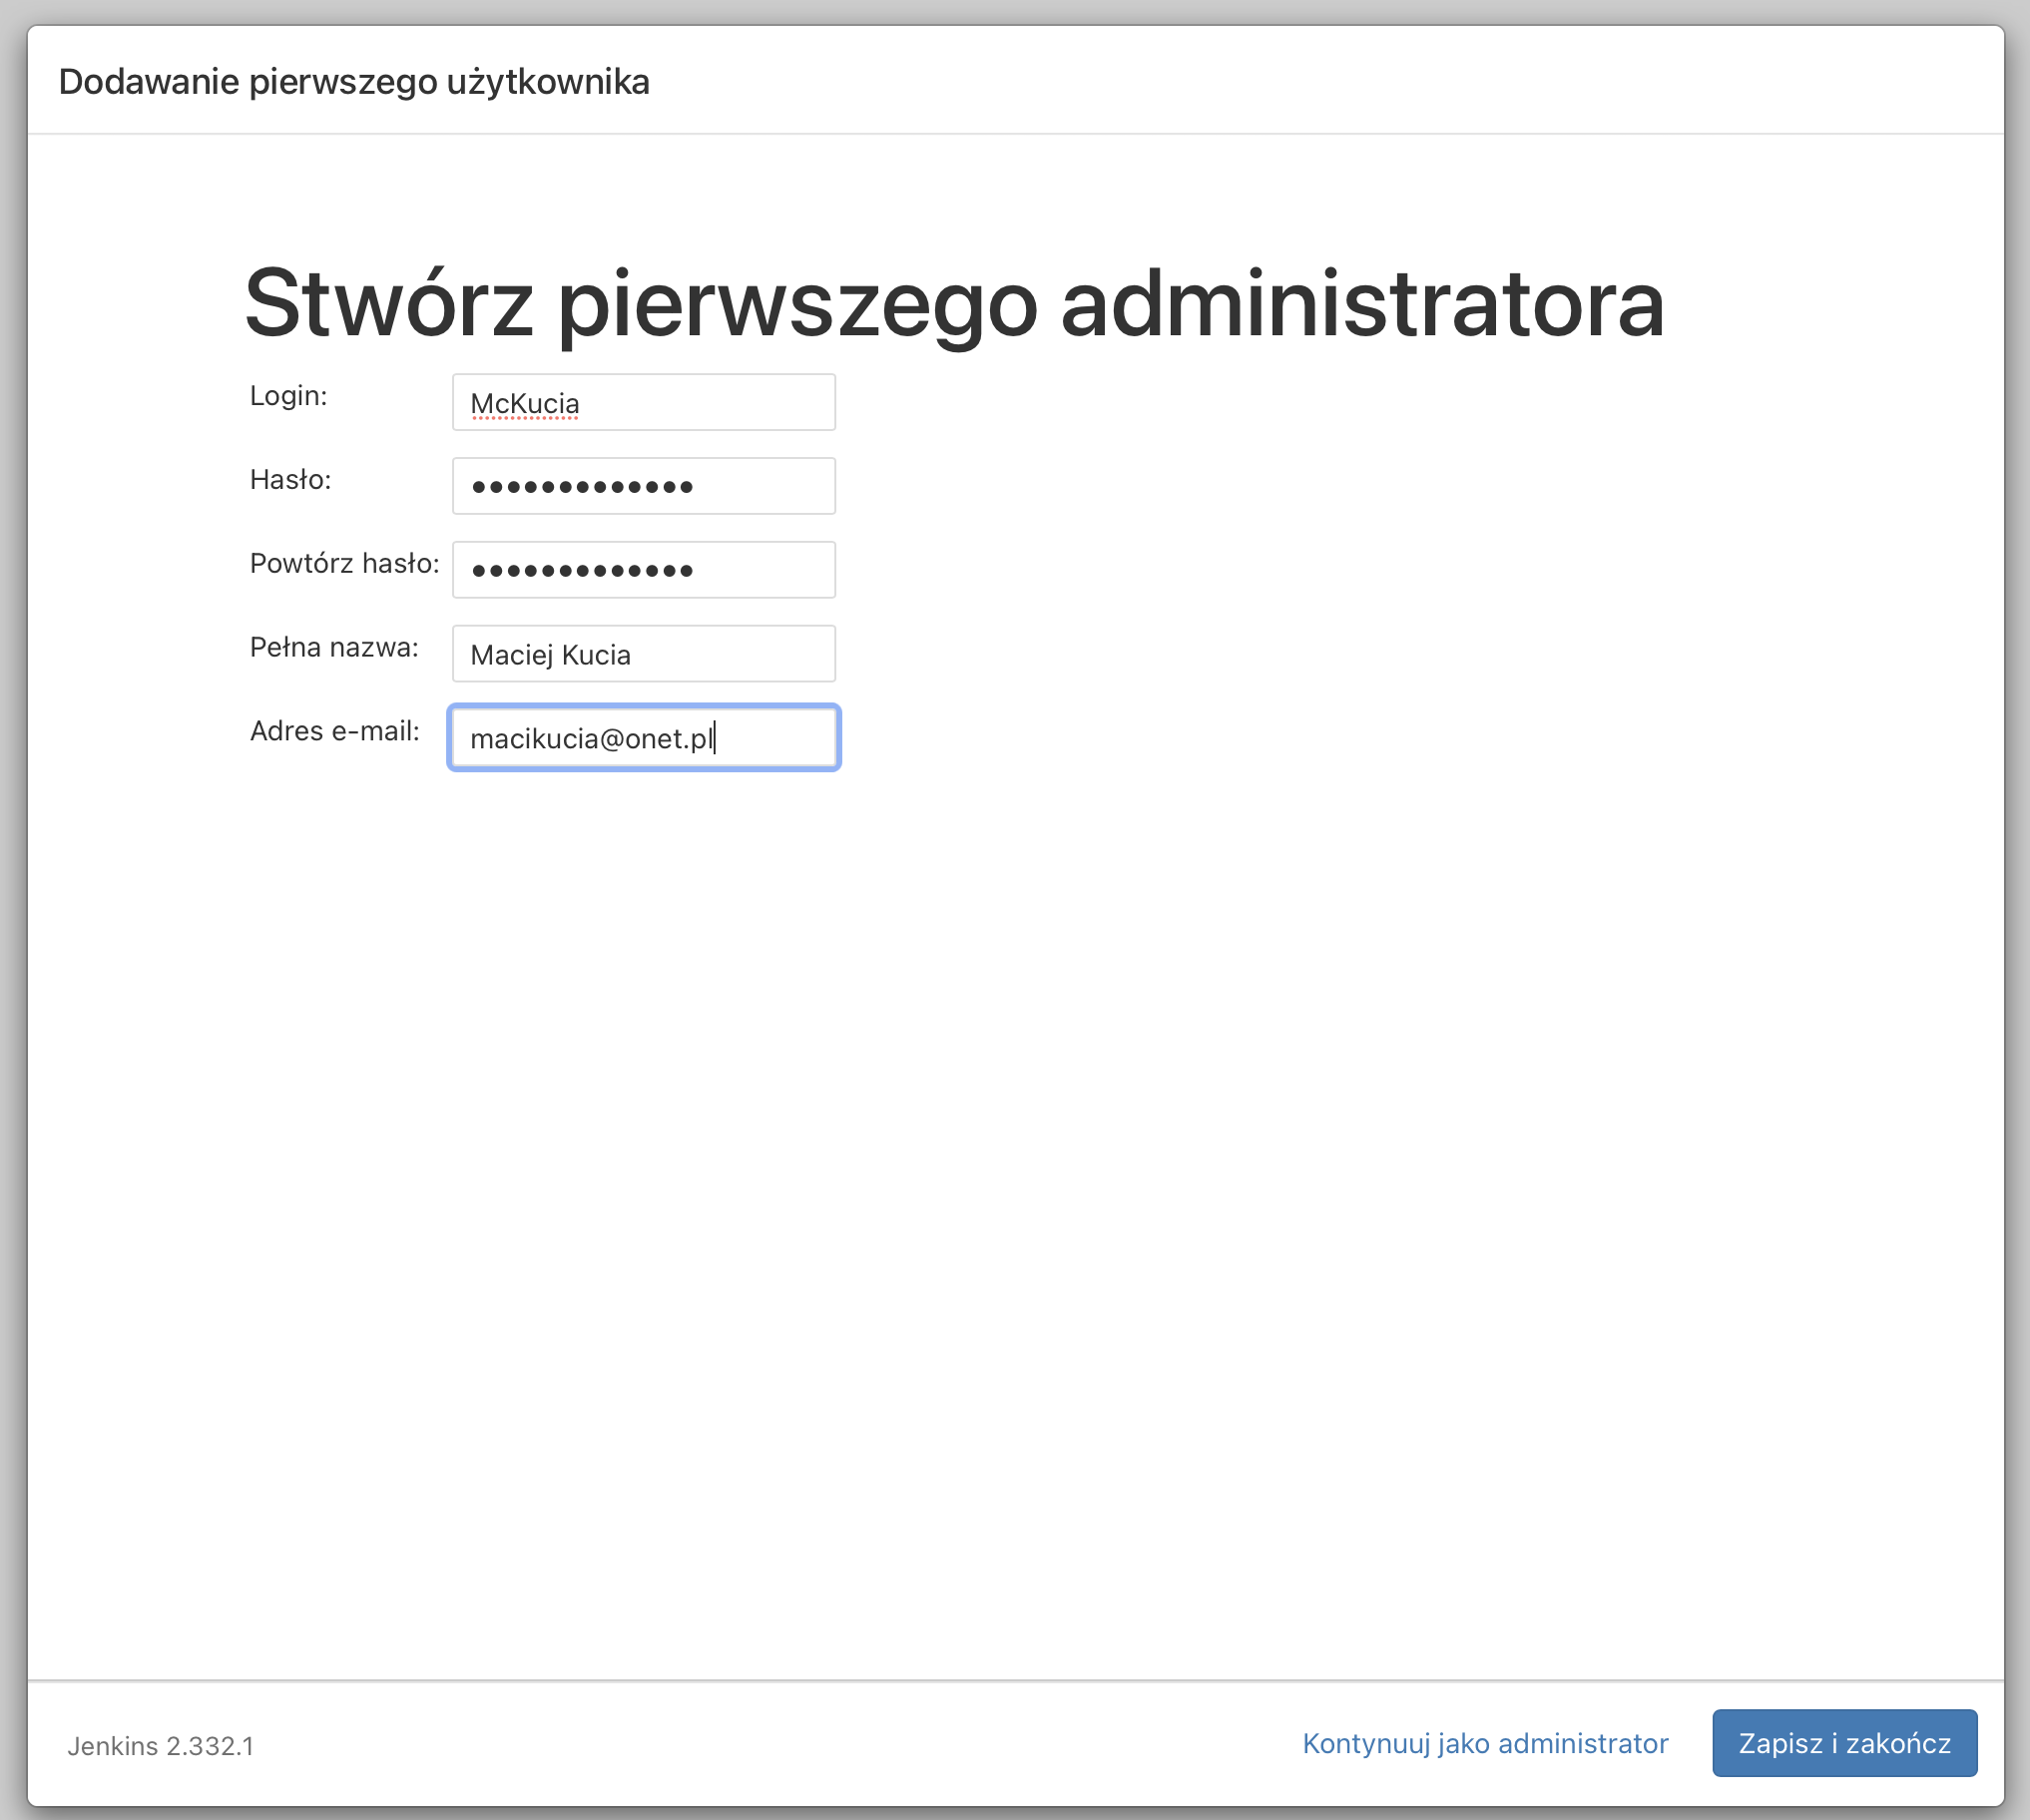 Dodawanie pierwszego użytkownika
Stwórz pierwszego administratora
Login: McKucia
Hasło: •••••••••••••
Powtórz hasło: •••••••••••••
Pełna nazwa: Maciej Kucia
Adres e-mail: macikucia@onet.pl
Jenkins 2.332.1 Kontynuuj jako administrator Zapisz i zakończ